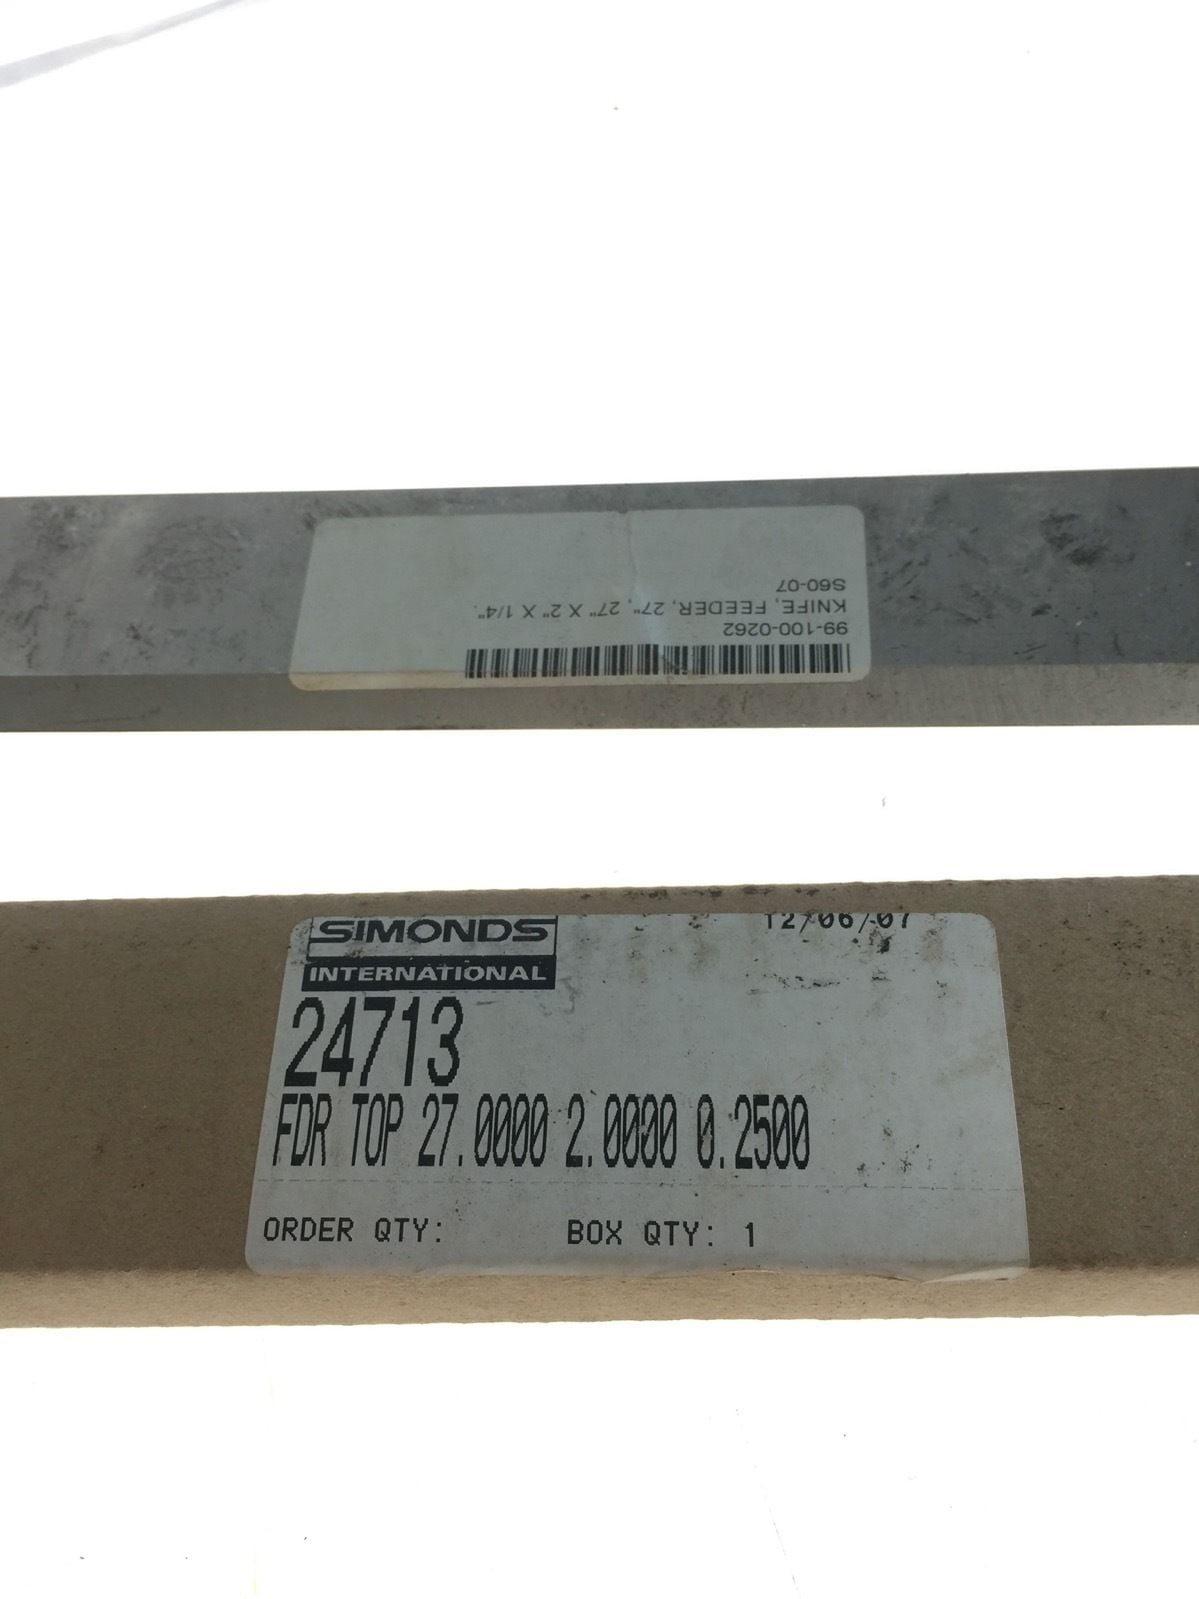 99-100-0262
KNIFE, FEEDER, 27", 27" X 2" X 1/4".
S60-07
SIMONDS 12/06/07
INTERNATIONAL
24713
FDR TOP 27.0000 2.0000 0.2500
ORDER QTY: BOX QTY: 1